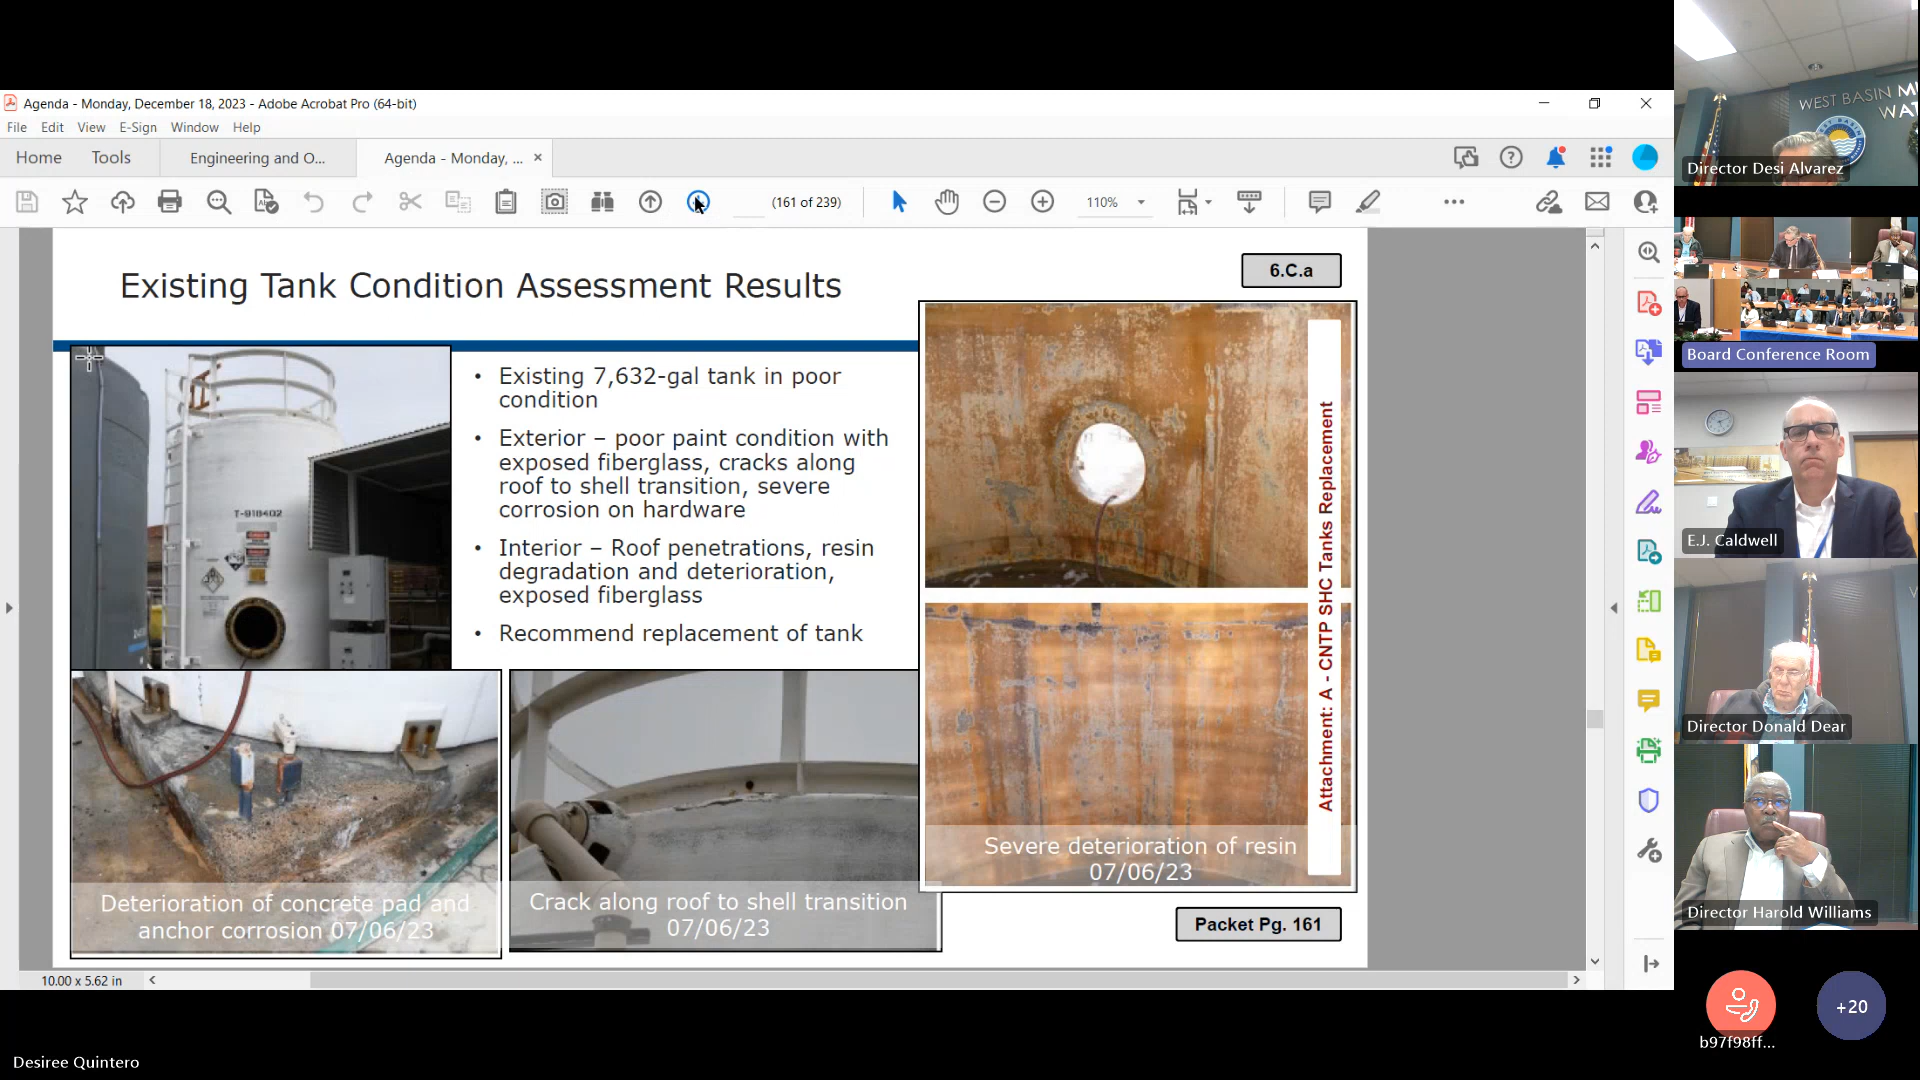 Agenda - Monday, December 18, 2023 - Adobe Acrobat Pro (64-bit)
File Edit View E-Sign Window Help
Home Tools Engineering and O... Agenda - Monday, ...
(161 of 239) 110%
Existing Tank Condition Assessment Results
6.C.a
T-918402
• Existing 7,632-gal tank in poor
condition
• Exterior – poor paint condition with
exposed fiberglass, cracks along
roof to shell transition, severe
corrosion on hardware
• Interior – Roof penetrations, resin
degradation and deterioration,
exposed fiberglass
• Recommend replacement of tank
Deterioration of concrete pad and
anchor corrosion 07/06/23
Crack along roof to shell transition
07/06/23
Severe deterioration of resin
07/06/23
Attachment: A - CNTP SHC Tanks Replacement
Packet Pg. 161
10.00 x 5.62 in
WEST BASIN
Director Desi Alvarez
Board Conference Room
E.J. Caldwell
Director Donald Dear
Director Harold Williams
b97f98ff...
+20
Desiree Quintero